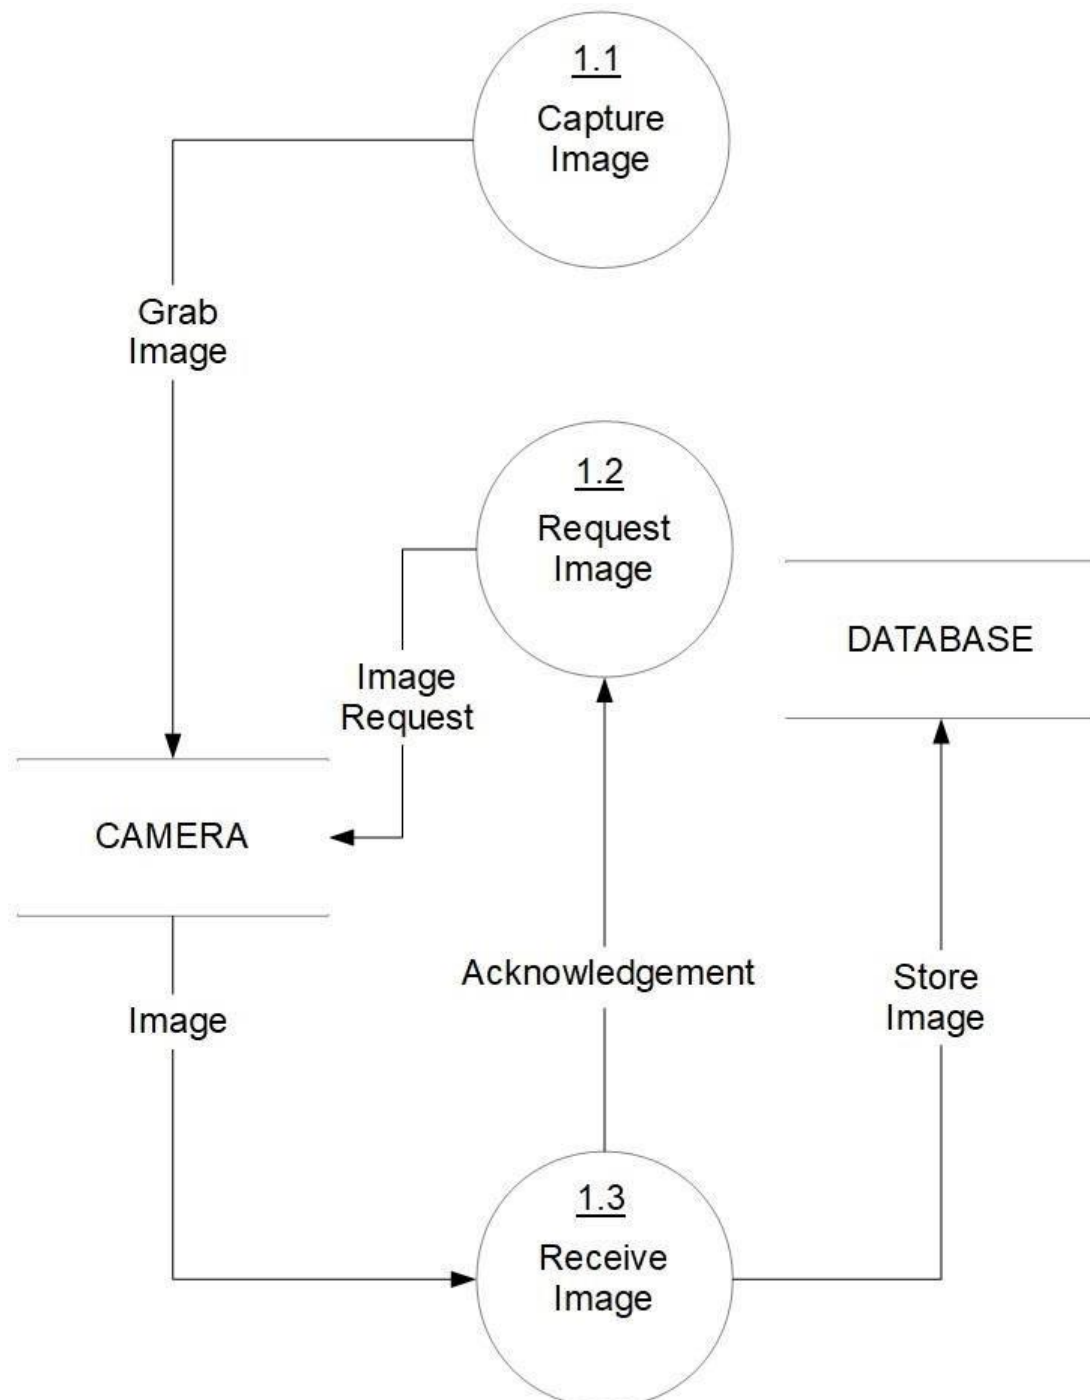 1.1
Capture
Image
Grab
Image
1.2
Request
Image
DATABASE
Image
Request
CAMERA
Acknowledgement
Store
Image
Image
1.3
Receive
Image